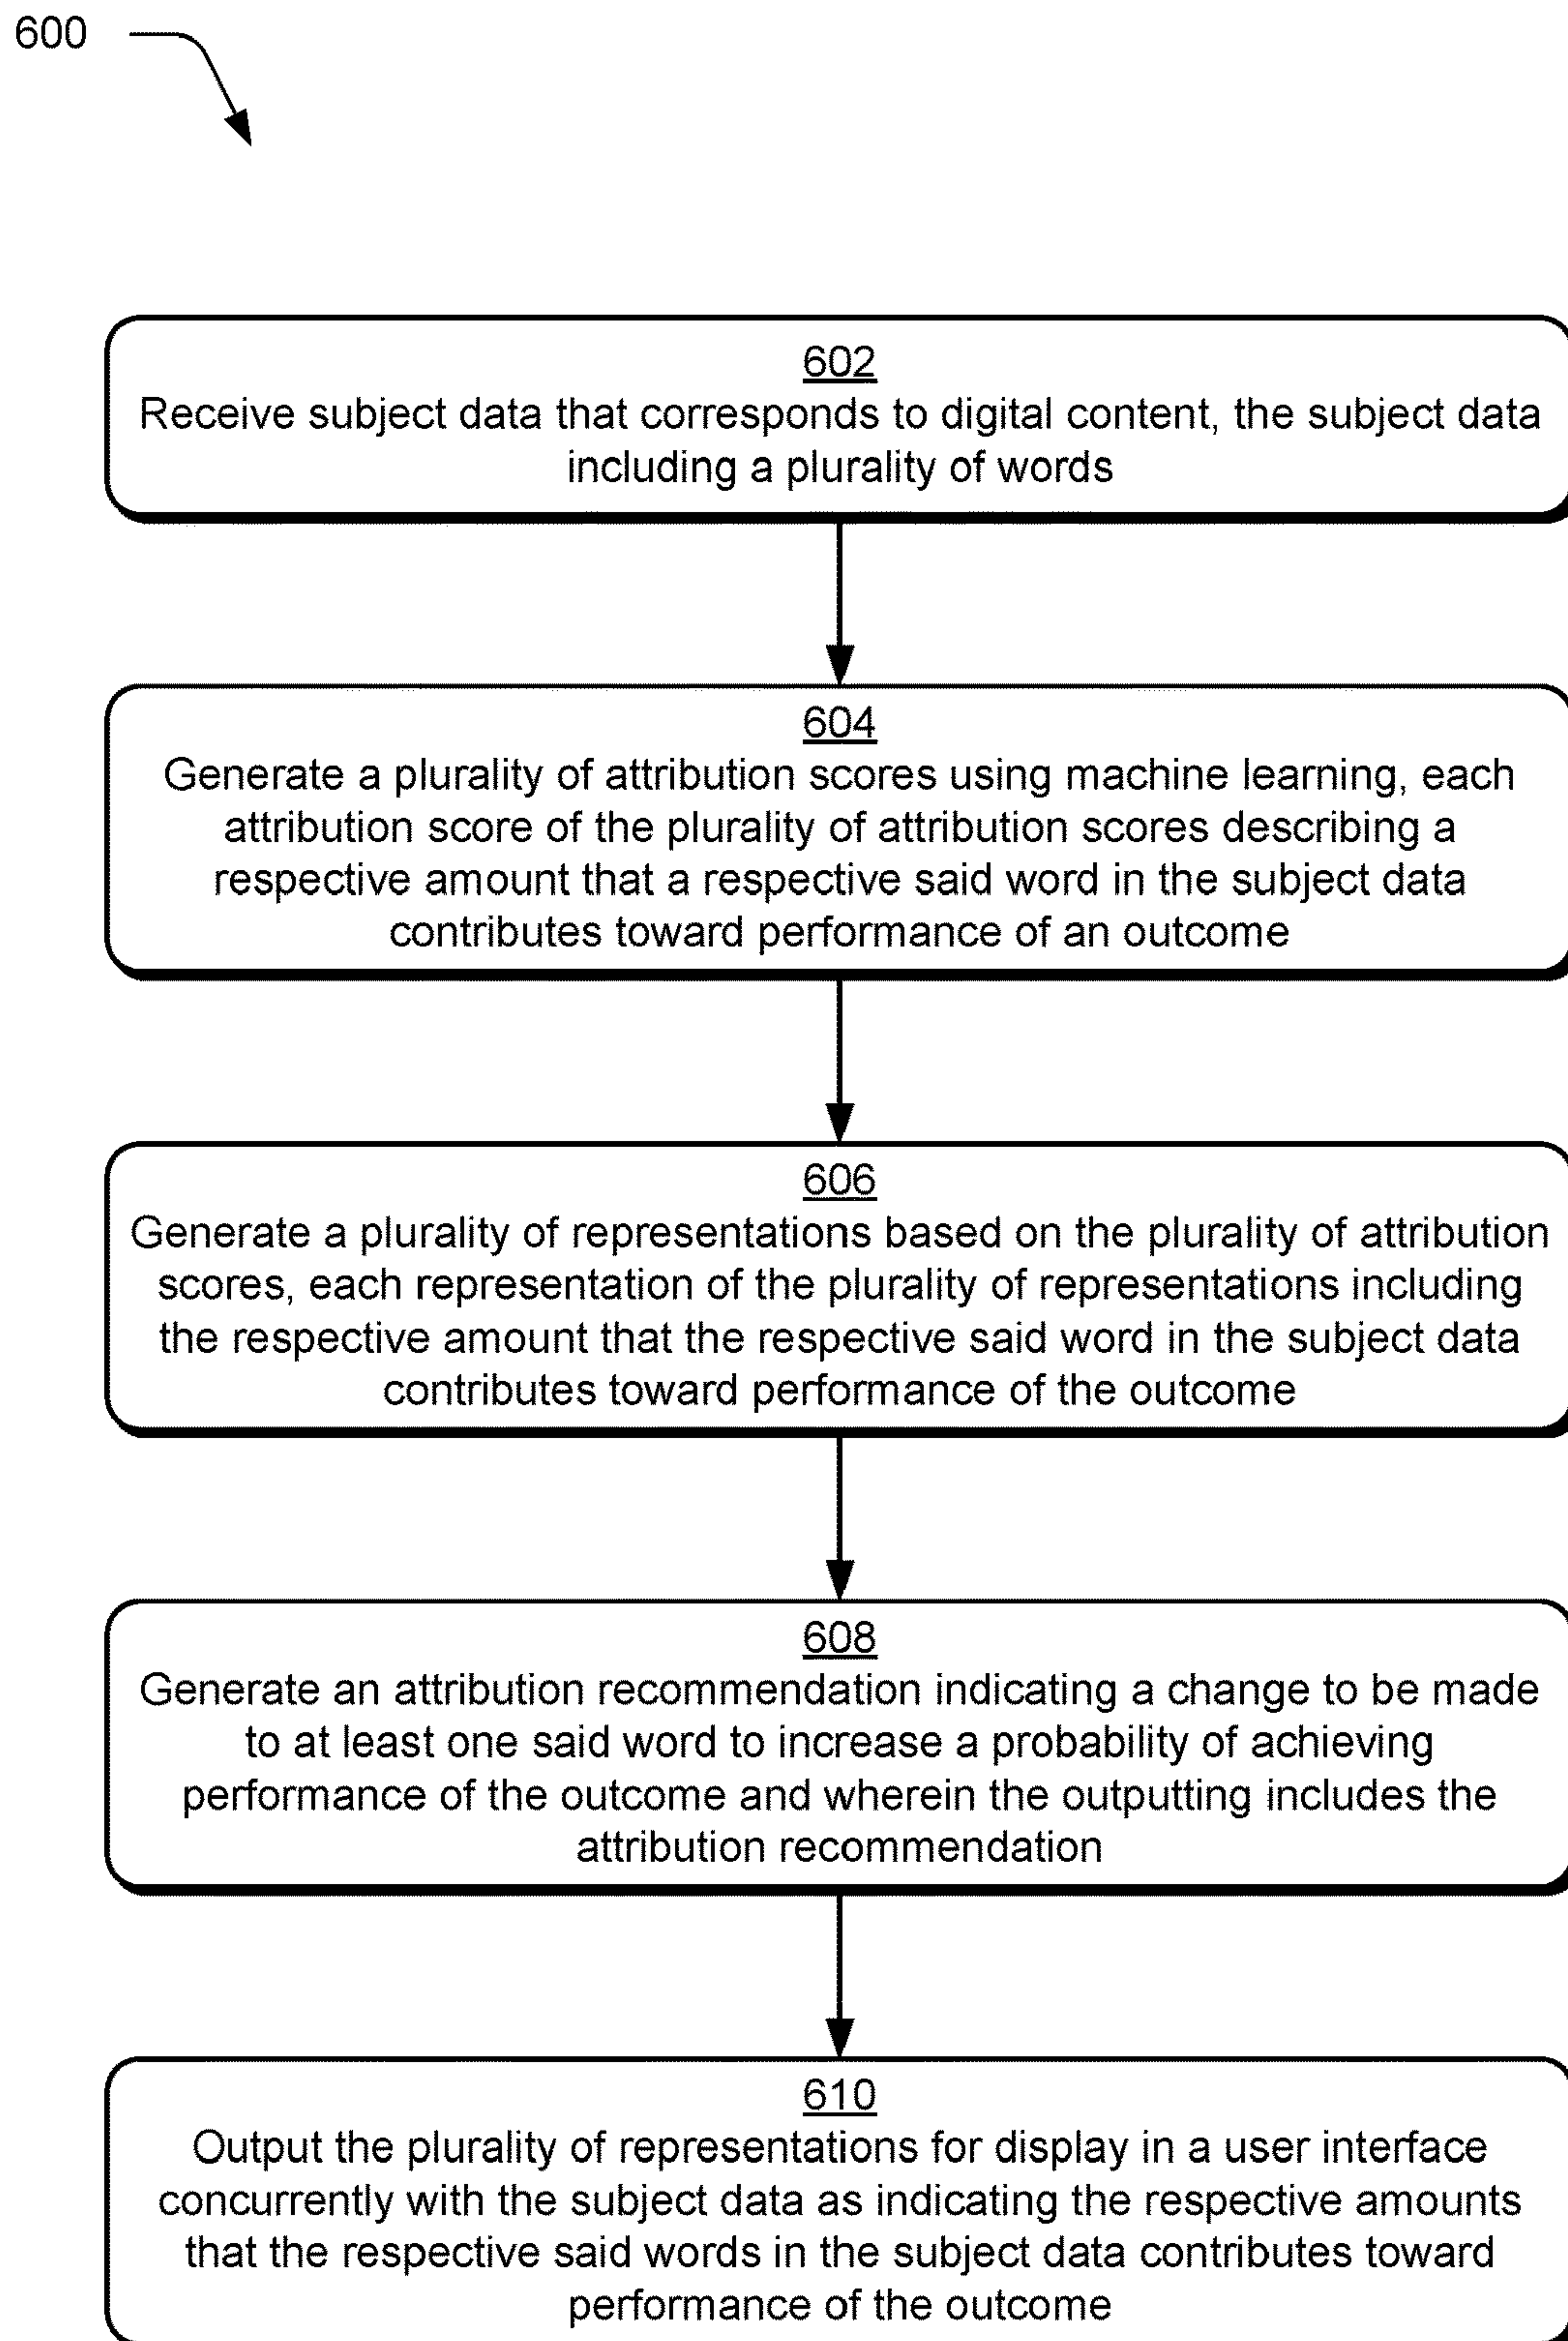 600
602
Receive subject data that corresponds to digital content, the subject data
including a plurality of words
604
Generate a plurality of attribution scores using machine learning, each
attribution score of the plurality of attribution scores describing a
respective amount that a respective said word in the subject data
contributes toward performance of an outcome
606
Generate a plurality of representations based on the plurality of attribution
scores, each representation of the plurality of representations including
the respective amount that the respective said word in the subject data
contributes toward performance of the outcome
608
Generate an attribution recommendation indicating a change to be made
to at least one said word to increase a probability of achieving
performance of the outcome and wherein the outputting includes the
attribution recommendation
610
Output the plurality of representations for display in a user interface
concurrently with the subject data as indicating the respective amounts
that the respective said words in the subject data contributes toward
performance of the outcome